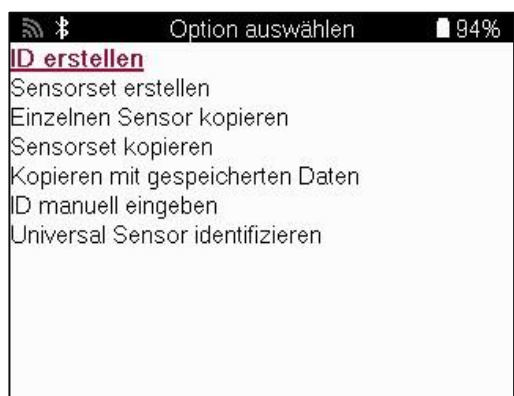 Option auswählen 94%
ID erstellen
Sensorset erstellen
Einzelnen Sensor kopieren
Sensorset kopieren
Kopieren mit gespeicherten Daten
ID manuell eingeben
Universal Sensor identifizieren